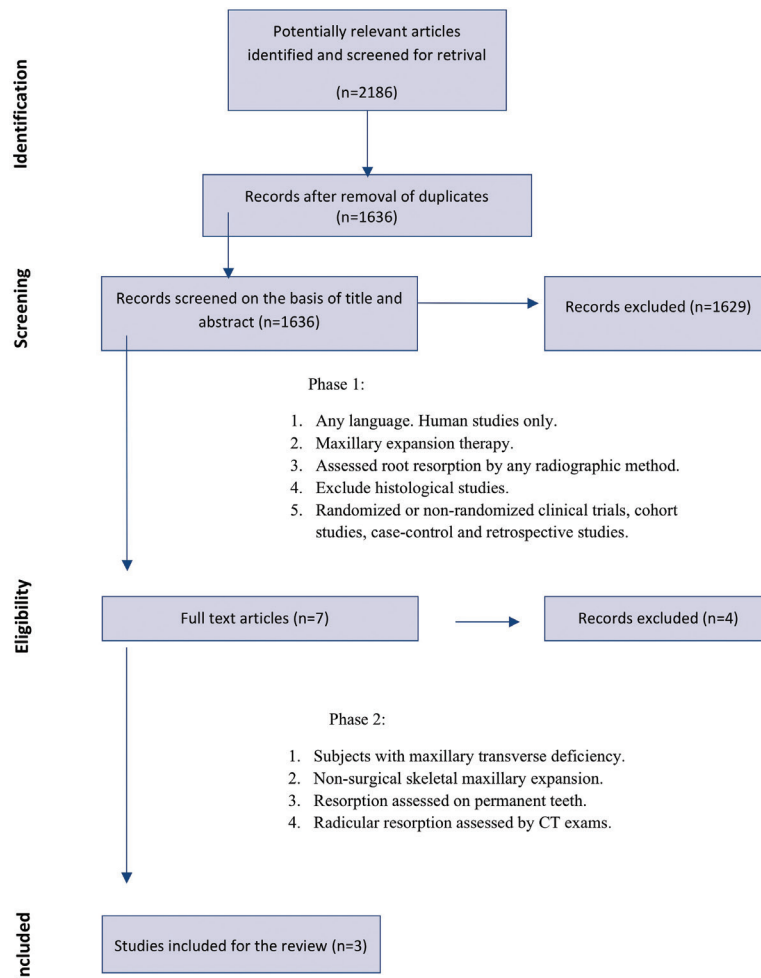 Identification
Potentially relevant articles
identified and screened for retrival
(n=2186)
Records after removal of duplicates
(n=1636)
Screening
Records screened on the basis of title and
abstract (n=1636)
Records excluded (n=1629)
Phase 1:
1. Any language. Human studies only.
2. Maxillary expansion therapy.
3. Assessed root resorption by any radiographic method.
4. Exclude histological studies.
5. Randomized or non-randomized clinical trials, cohort
studies, case-control and retrospective studies.
Eligibility
Full text articles (n=7)
Records excluded (n=4)
Phase 2:
1. Subjects with maxillary transverse deficiency.
2. Non-surgical skeletal maxillary expansion.
3. Resorption assessed on permanent teeth.
4. Radicular resorption assessed by CT exams.
ncluded
Studies included for the review (n=3)